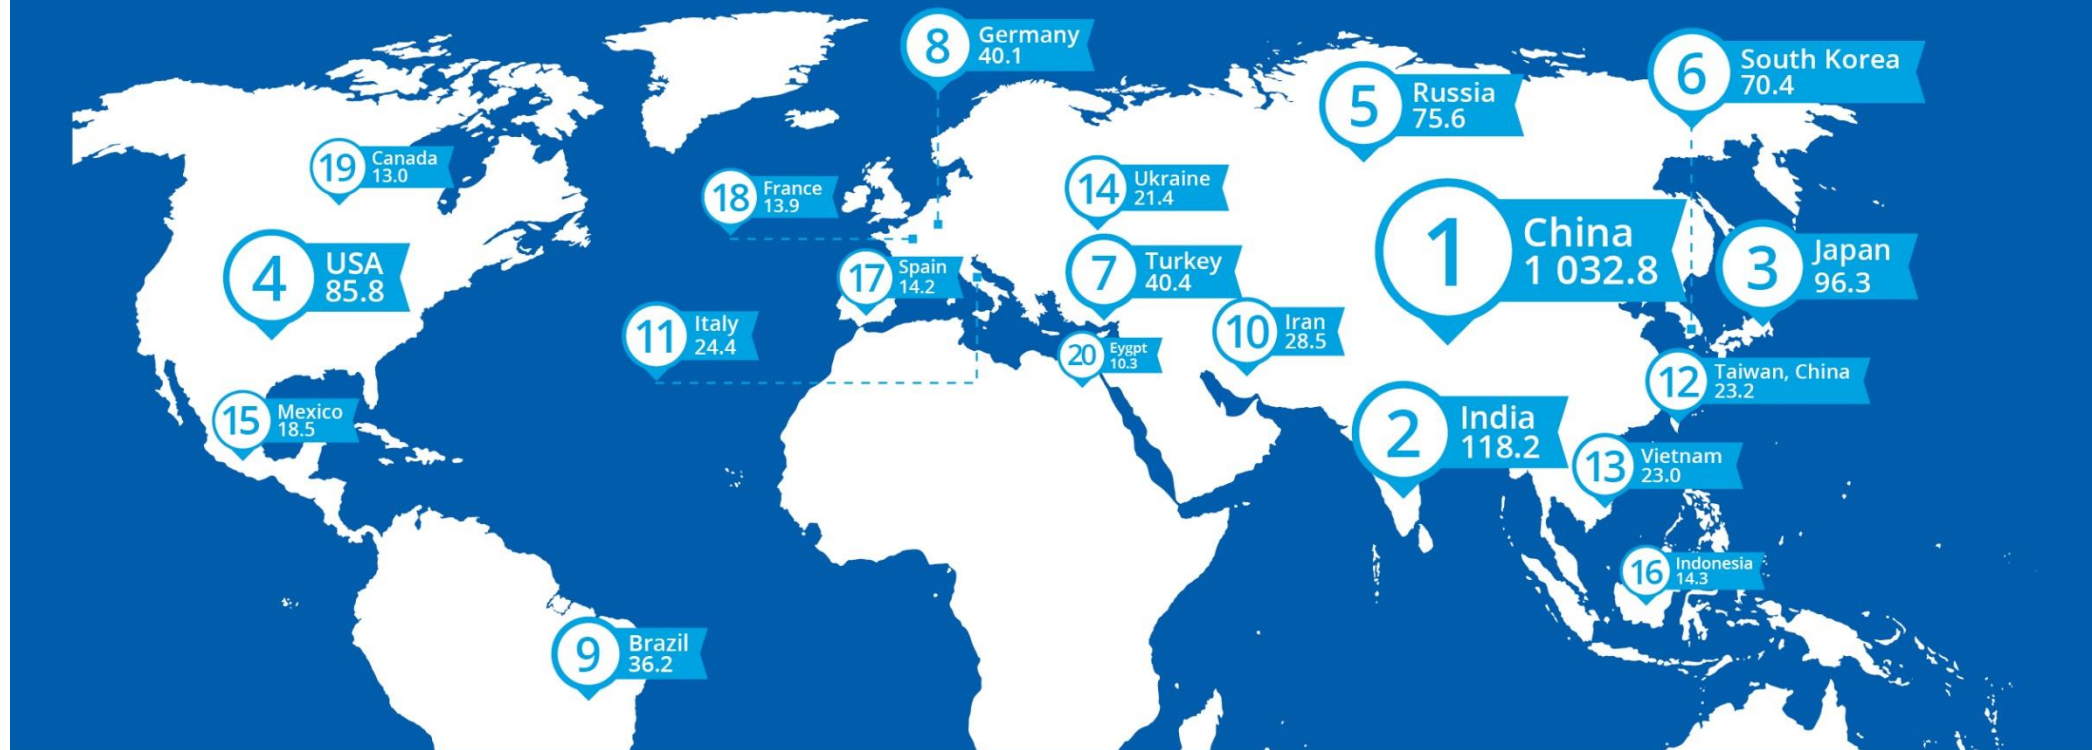 8
Germany
40.1
6
South Korea
70.4
5
Russia
75.6
19
Canada
13.0
18
France
13.9
14
Ukraine
21.4
1
China
1 032.8
4
USA
85.8
17
Spain
14.2
7
Turkey
40.4
3
Japan
96.3
11
Italy
24.4
10
Iran
28.5
20
Eygpt
10.3
12
Taiwan, China
23.2
15
Mexico
18.5
2
India
118.2
13
Vietnam
23.0
16
Indonesia
14.3
9
Brazil
36.2